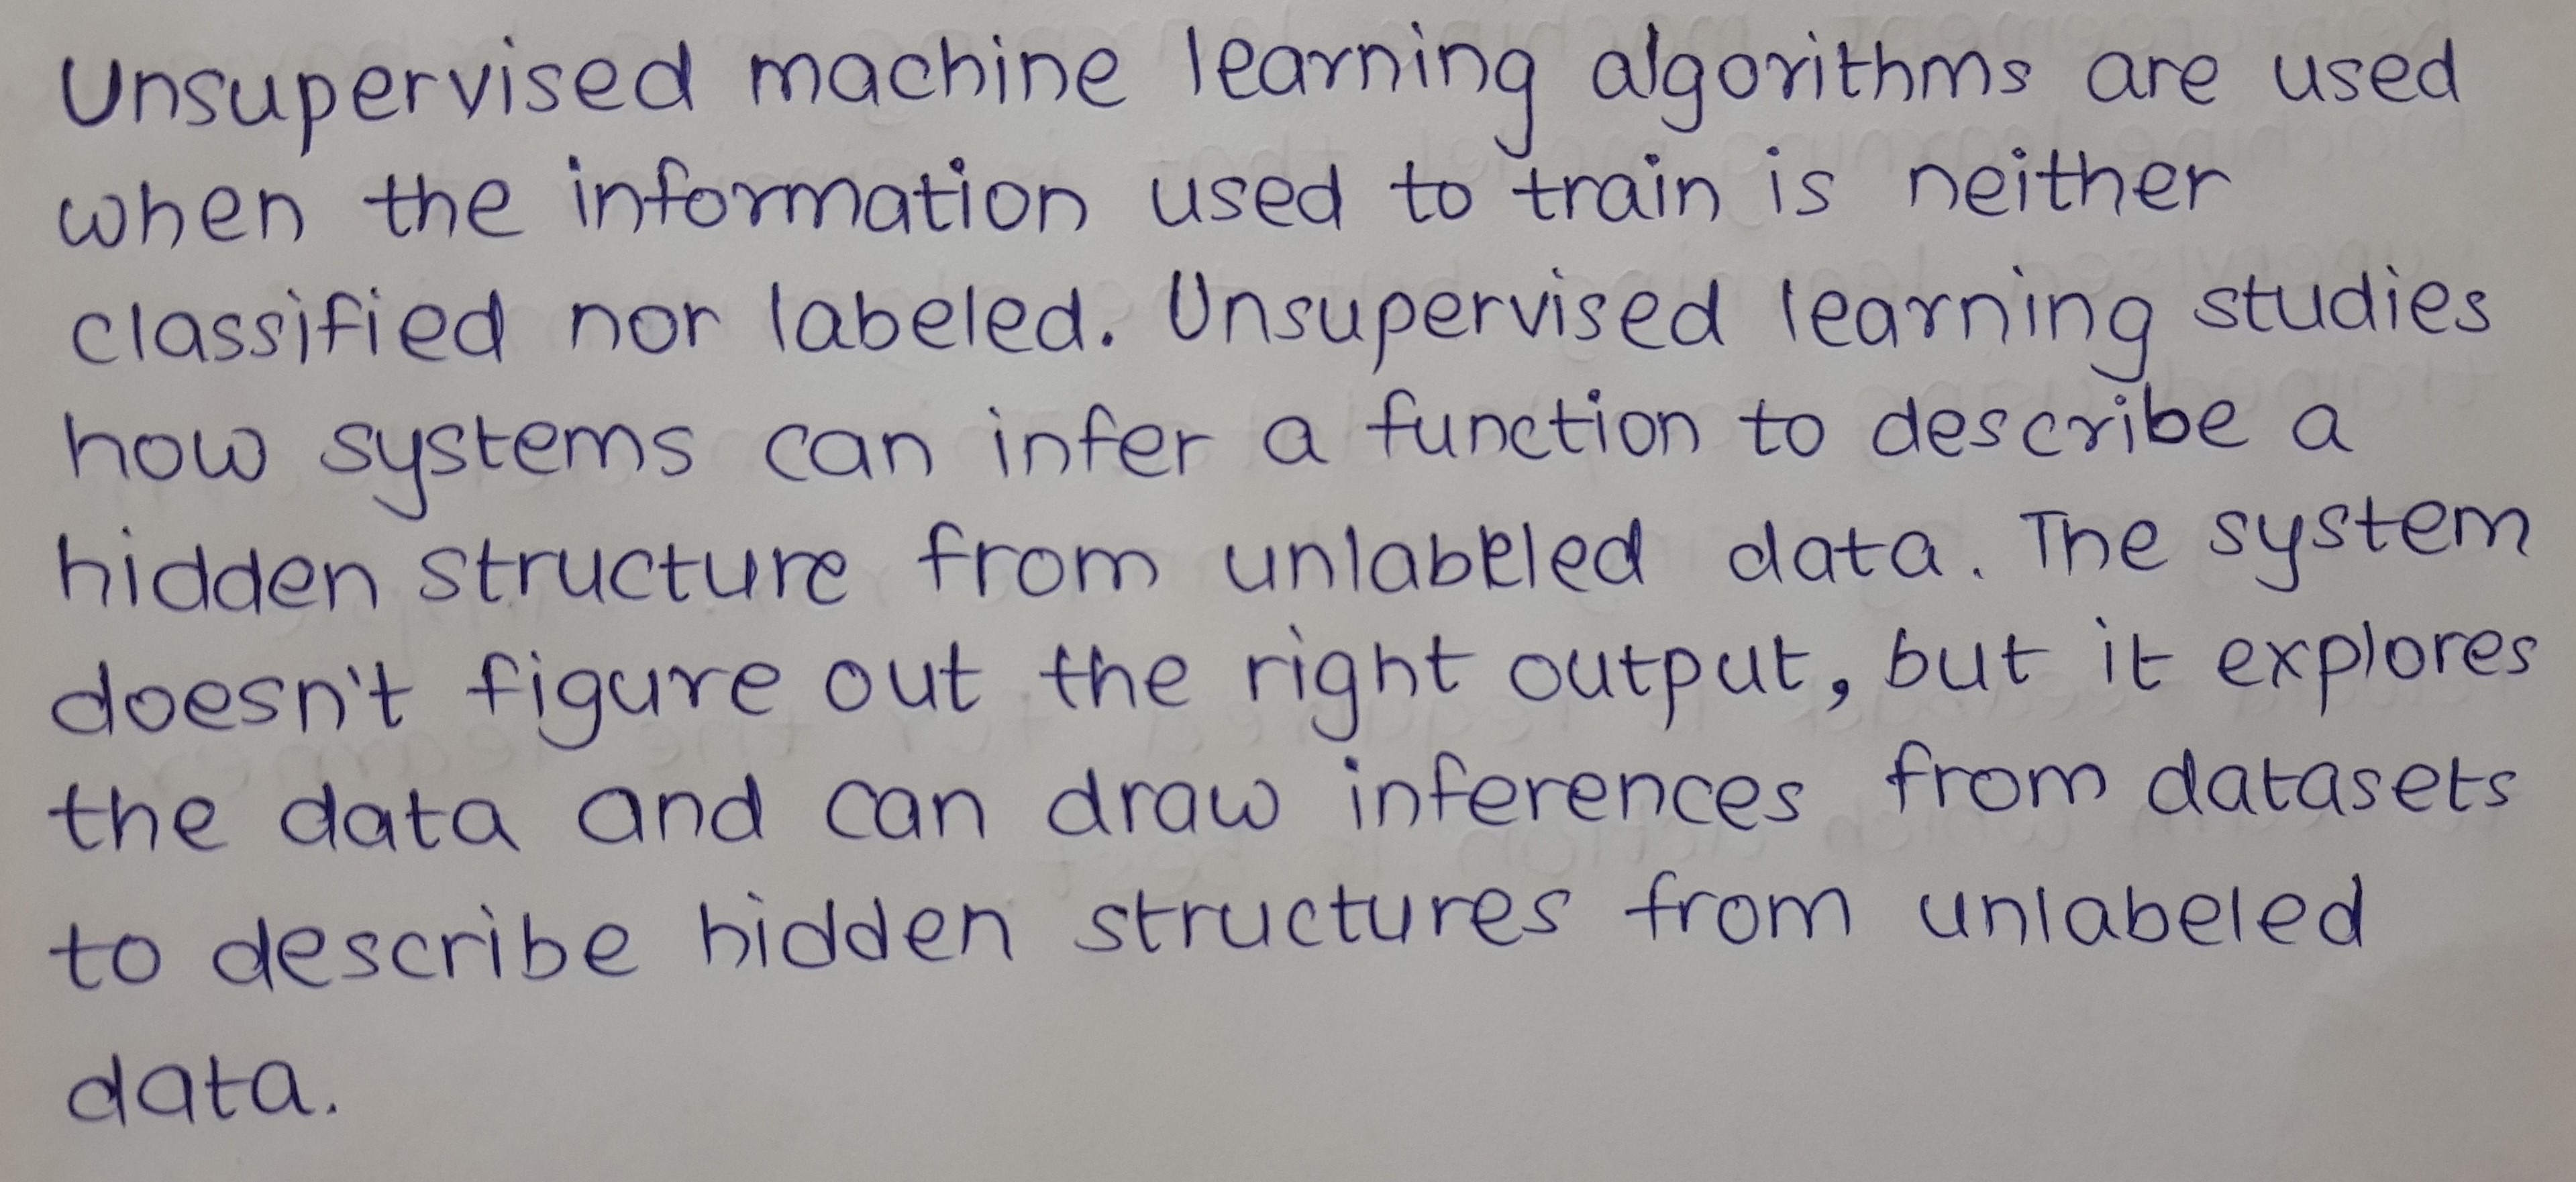 Unsupervised machine learning algorithms are used
when the information used to train is neither
classified nor labeled. Unsupervised learning studies
how systems can infer a function to describe a
hidden structure from unlabeled data. The system
doesn't figure out the right output, but it explores
the data and can draw inferences from datasets
to describe hidden structures from unlabeled
data.